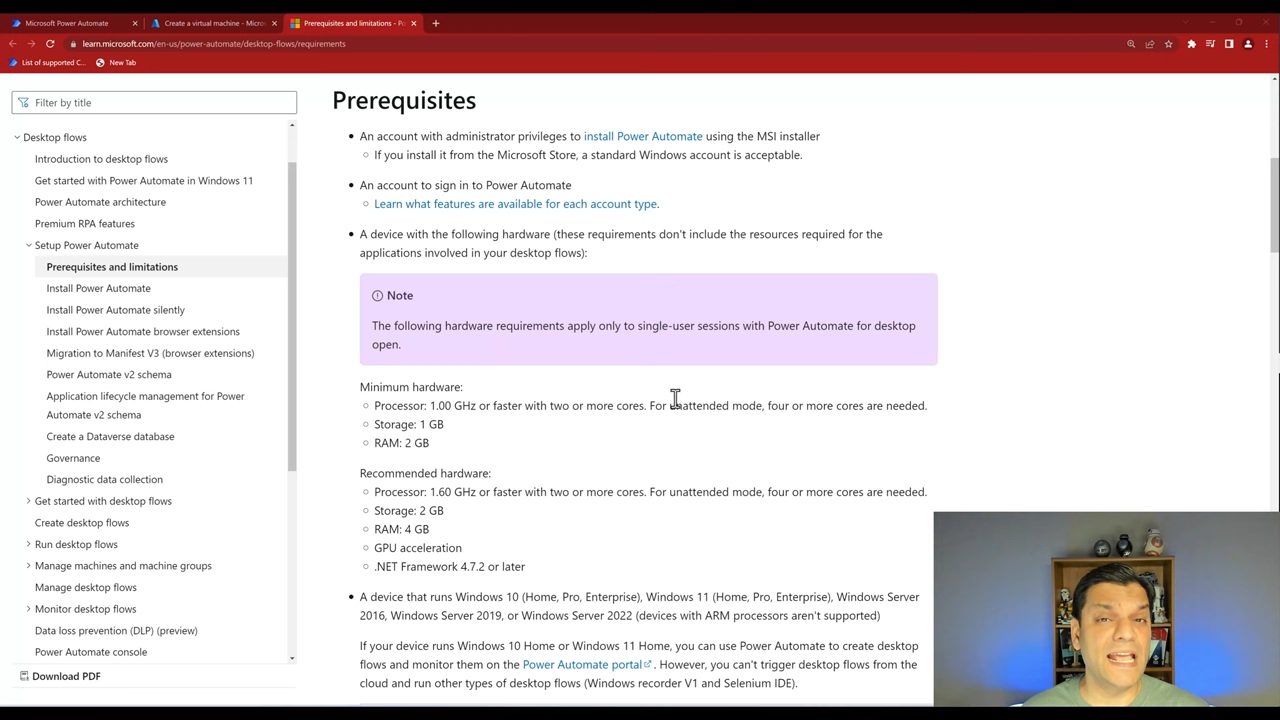 Microsoft Power Automate
Create a virtual machine - Micros
Prerequisites and limitations - Po
learn.microsoft.com/en-us/power-automate/desktop-flows/requirements
List of supported C...
New Tab
Filter by title
Desktop flows
Introduction to desktop flows
Get started with Power Automate in Windows 11
Power Automate architecture
Premium RPA features
Setup Power Automate
Prerequisites and limitations
Install Power Automate
Install Power Automate silently
Install Power Automate browser extensions
Migration to Manifest V3 (browser extensions)
Power Automate v2 schema
Application lifecycle management for Power
Automate v2 schema
Create a Dataverse database
Governance
Diagnostic data collection
Get started with desktop flows
Create desktop flows
Run desktop flows
Manage machines and machine groups
Manage desktop flows
Monitor desktop flows
Data loss prevention (DLP) (preview)
Power Automate console
Download PDF
Prerequisites
An account with administrator privileges to install Power Automate using the MSI installer
If you install it from the Microsoft Store, a standard Windows account is acceptable.
An account to sign in to Power Automate
Learn what features are available for each account type.
A device with the following hardware (these requirements don't include the resources required for the
applications involved in your desktop flows):
Note
The following hardware requirements apply only to single-user sessions with Power Automate for desktop
open.
Minimum hardware:
Processor: 1.00 GHz or faster with two or more cores. For unattended mode, four or more cores are needed.
Storage: 1 GB
RAM: 2 GB
Recommended hardware:
Processor: 1.60 GHz or faster with two or more cores. For unattended mode, four or more cores are needed.
Storage: 2 GB
RAM: 4 GB
GPU acceleration
.NET Framework 4.7.2 or later
A device that runs Windows 10 (Home, Pro, Enterprise), Windows 11 (Home, Pro, Enterprise), Windows Server
2016, Windows Server 2019, or Windows Server 2022 (devices with ARM processors aren't supported)
If your device runs Windows 10 Home or Windows 11 Home, you can use Power Automate to create desktop
flows and monitor them on the Power Automate portal. However, you can't trigger desktop flows from the
cloud and run other types of desktop flows (Windows recorder V1 and Selenium IDE).